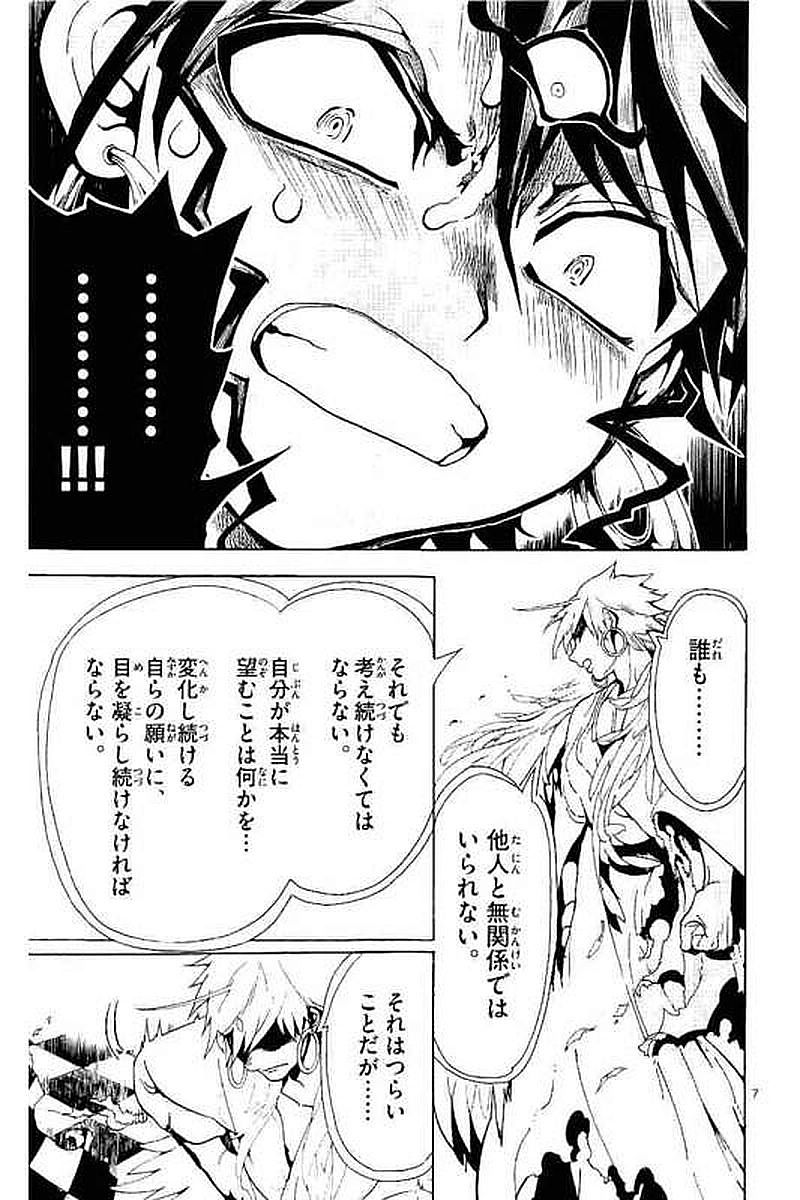 ………
………!!!
誰も………
他人と無関係では
いられない。
それでも
考え続けなくては
ならない。
自分が本当に
望むことは何かを…
変化し続ける
自らの願いに、
目を凝らし続けなければ
ならない。
それはつらい
ことだが……
7